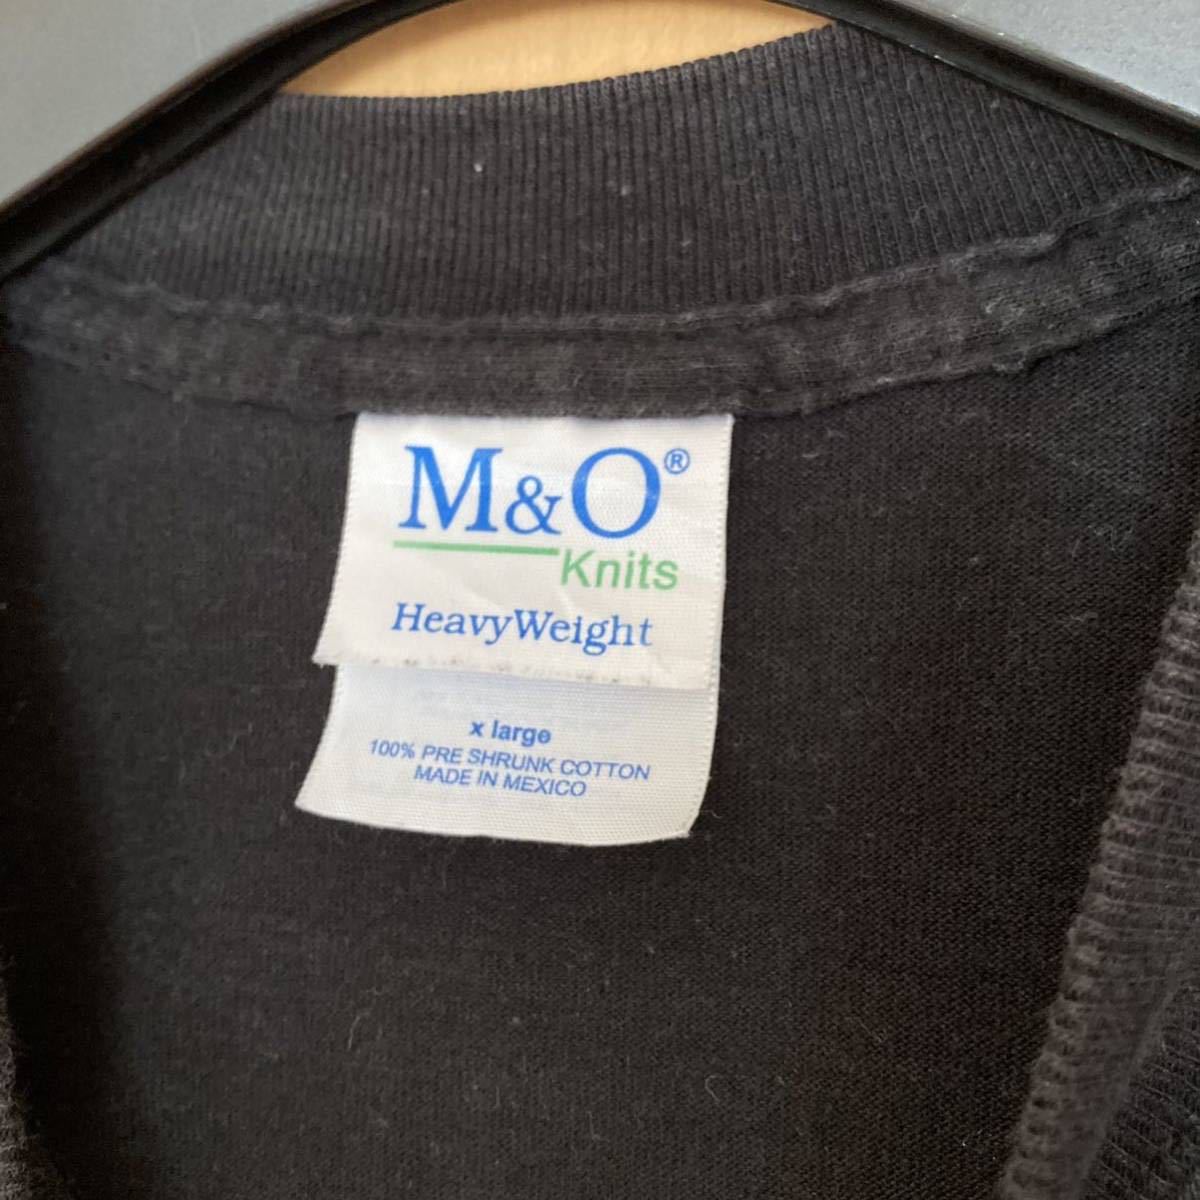 M&O®
Knits
HeavyWeight
x large
100% PRE SHRUNK COTTON
MADE IN MEXICO